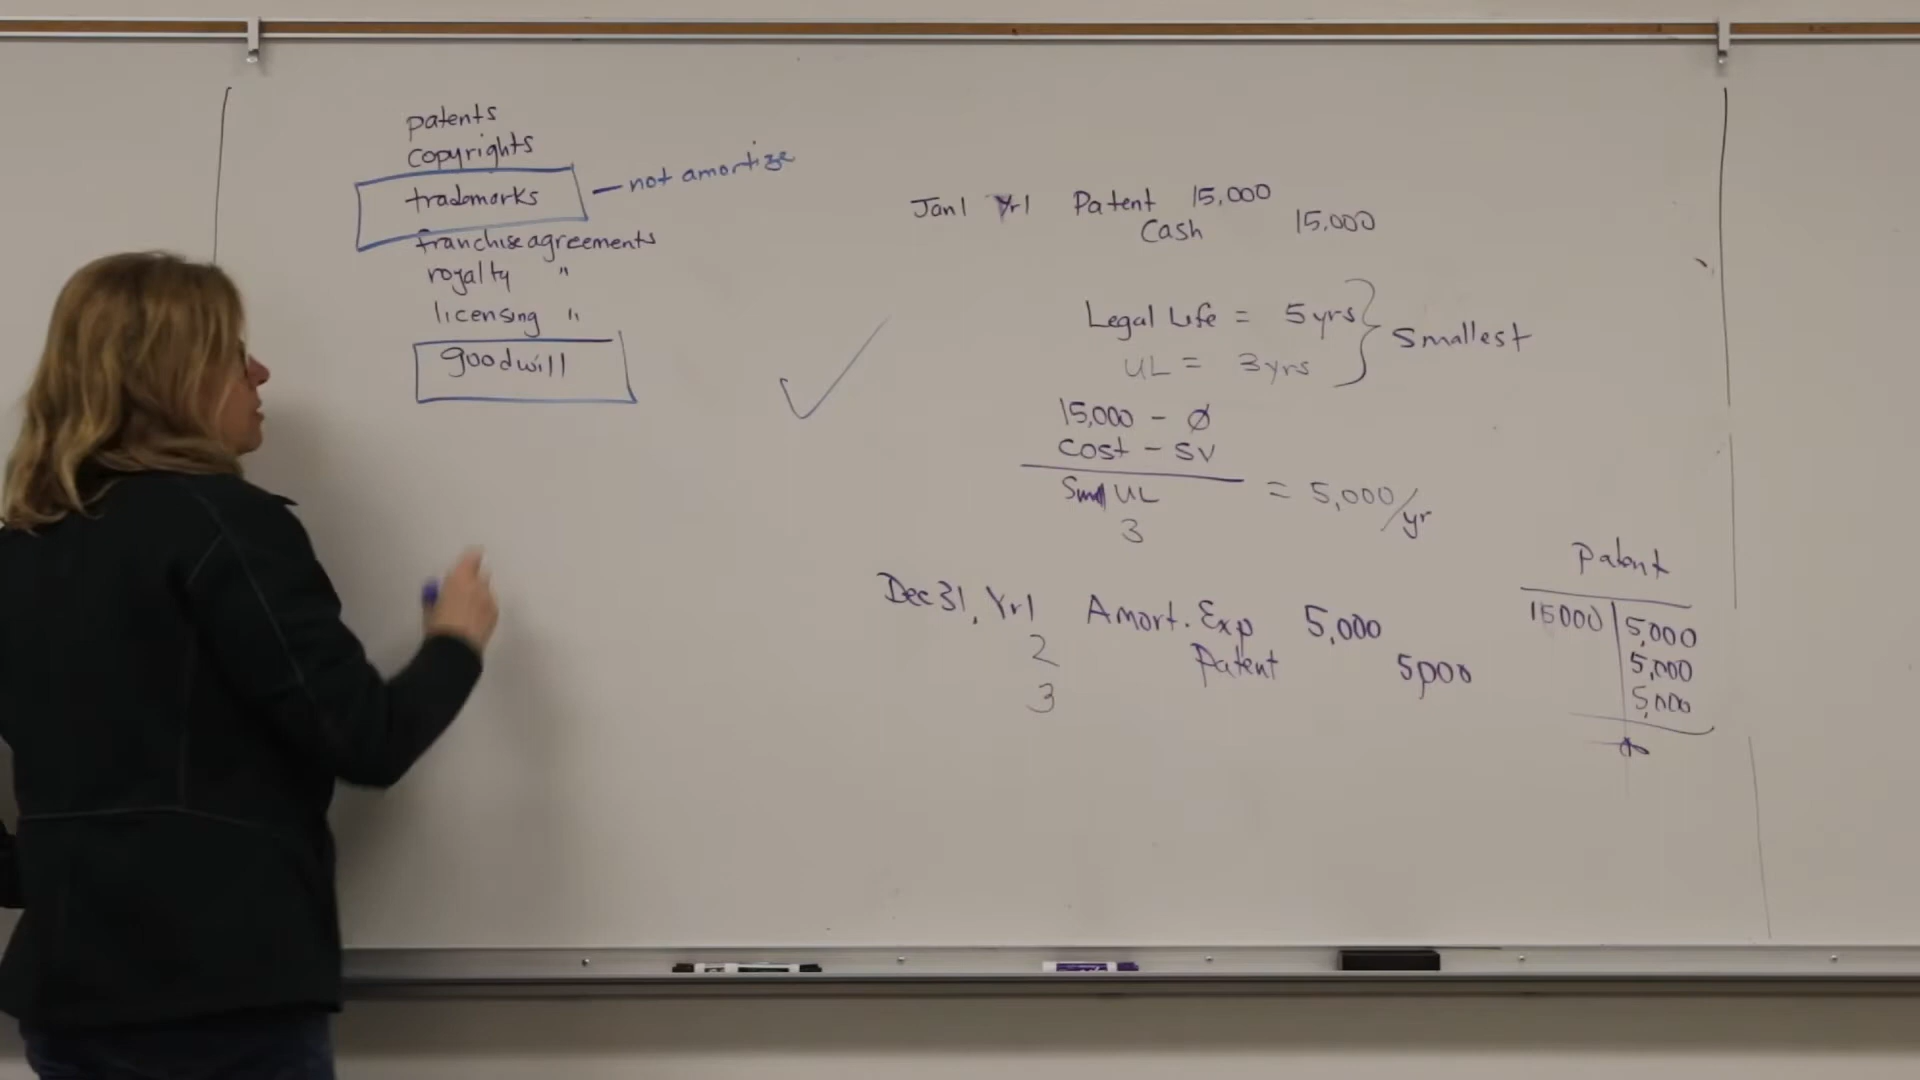 patents
copyrights
trademarks — not amortize
franchise agreements
royalty "
licensing "
goodwill
Jan 1 Yr 1 Patent 15,000
Cash 15,000
Legal Life = 5 yrs
UL = 3 yrs
} Smallest
15,000 - Ø
Cost - SV
Small UL = 5,000/yr
3
Dec 31, Yr 1 Amort. Exp 5,000
2 Patent 5,000
3
Patent
15000 | 5,000
5,000
5,000